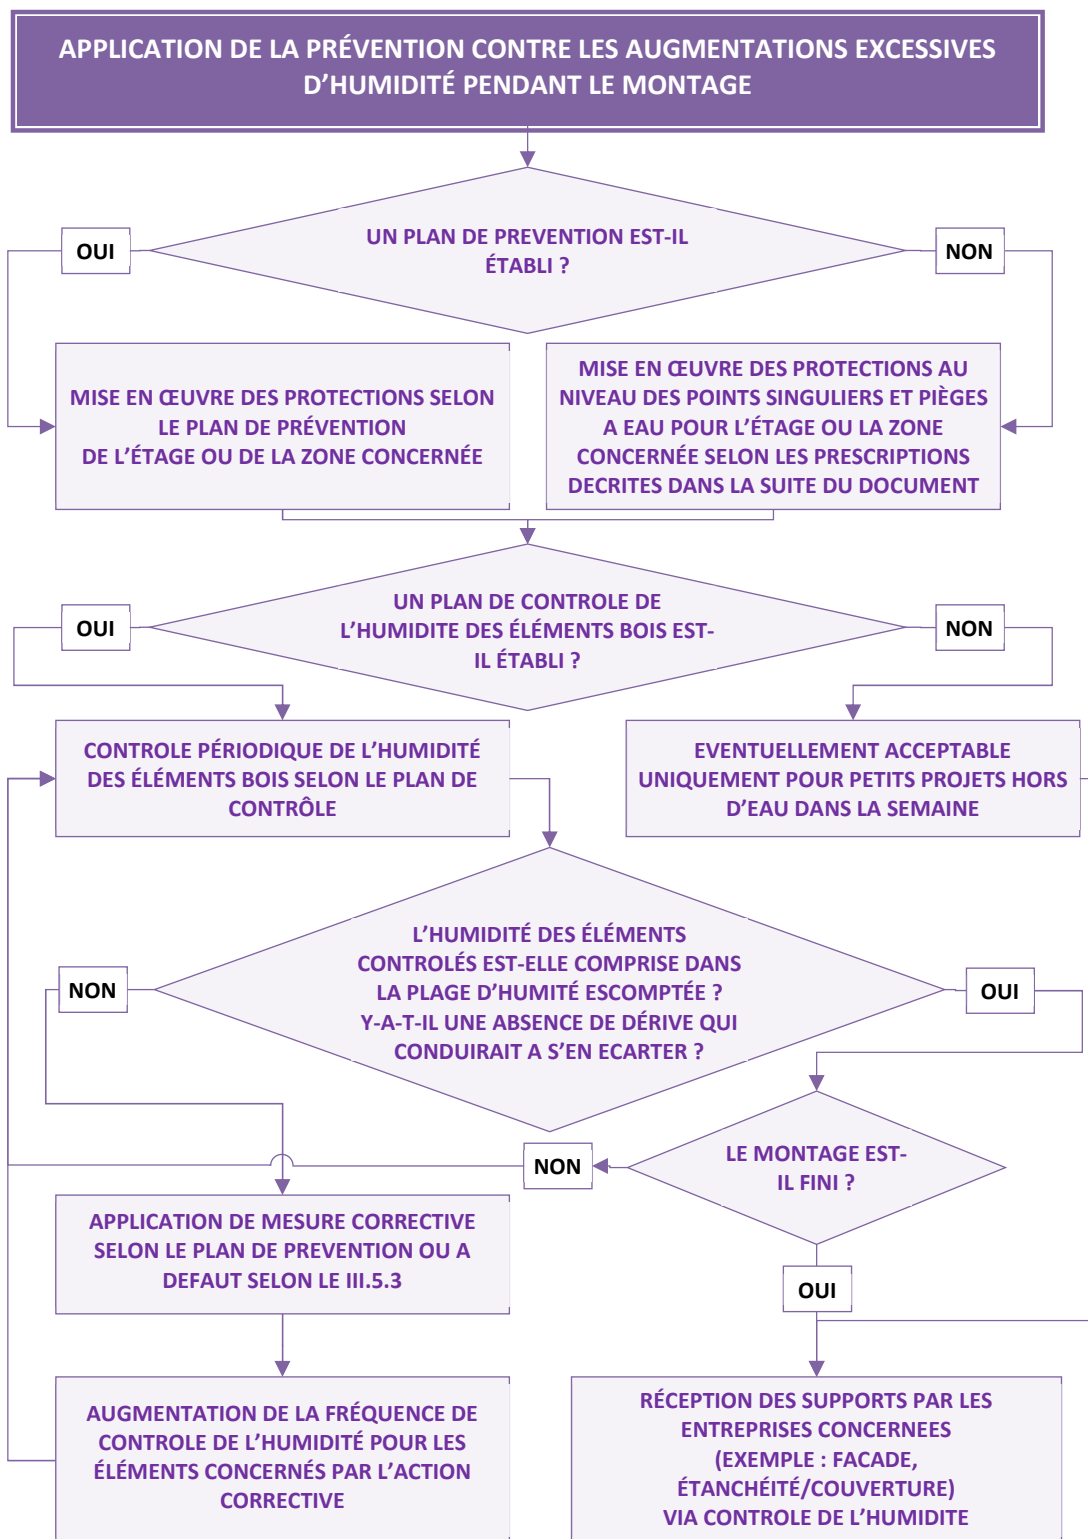 APPLICATION DE LA PRÉVENTION CONTRE LES AUGMENTATIONS EXCESSIVES
D'HUMIDITÉ PENDANT LE MONTAGE
UN PLAN DE PREVENTION EST-IL
ÉTABLI ?
OUI
NON
MISE EN ŒUVRE DES PROTECTIONS SELON
LE PLAN DE PRÉVENTION
DE L'ÉTAGE OU DE LA ZONE CONCERNÉE
MISE EN ŒUVRE DES PROTECTIONS AU
NIVEAU DES POINTS SINGULIERS ET PIÈGES
A EAU POUR L'ÉTAGE OU LA ZONE
CONCERNÉE SELON LES PRESCRIPTIONS
DECRITES DANS LA SUITE DU DOCUMENT
UN PLAN DE CONTROLE DE
L'HUMIDITE DES ÉLÉMENTS BOIS EST-
IL ÉTABLI ?
OUI
NON
CONTROLE PÉRIODIQUE DE L'HUMIDITÉ
DES ÉLÉMENTS BOIS SELON LE PLAN DE
CONTRÔLE
EVENTUELLEMENT ACCEPTABLE
UNIQUEMENT POUR PETITS PROJETS HORS
D'EAU DANS LA SEMAINE
L'HUMIDITÉ DES ÉLÉMENTS
CONTROLÉS EST-ELLE COMPRISE DANS
LA PLAGE D'HUMITÉ ESCOMPTÉE ?
Y-A-T-IL UNE ABSENCE DE DÉRIVE QUI
CONDUIRAIT A S'EN ECARTER ?
NON
OUI
LE MONTAGE EST-
IL FINI ?
NON
OUI
APPLICATION DE MESURE CORRECTIVE
SELON LE PLAN DE PREVENTION OU A
DEFAUT SELON LE III.5.3
AUGMENTATION DE LA FRÉQUENCE DE
CONTROLE DE L'HUMIDITÉ POUR LES
ÉLÉMENTS CONCERNÉS PAR L'ACTION
CORRECTIVE
RÉCEPTION DES SUPPORTS PAR LES
ENTREPRISES CONCERNEES
(EXEMPLE : FACADE,
ÉTANCHÉITÉ/COUVERTURE)
VIA CONTROLE DE L'HUMIDITE